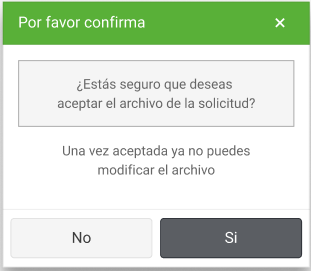 Por favor confirma ×
¿Estás seguro que deseas
aceptar el archivo de la solicitud?
Una vez aceptada ya no puedes
modificar el archivo
No
Si